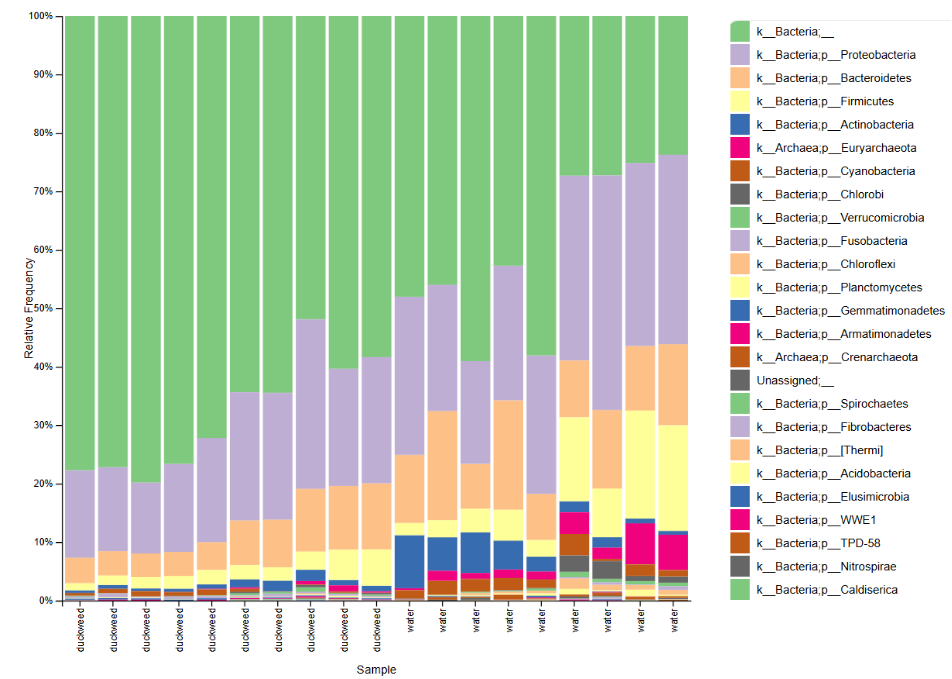 100%
90%
80%
70%
60%
50%
40%
30%
20%
10%
0%
Relative Frequency
duckweed
duckweed
duckweed
duckweed
duckweed
duckweed
duckweed
duckweed
duckweed
duckweed
water
water
water
water
water
water
water
water
water
Sample
k__Bacteria;__
k__Bacteria;p__Proteobacteria
k__Bacteria;p__Bacteroidetes
k__Bacteria;p__Firmicutes
k__Bacteria;p__Actinobacteria
k__Archaea;p__Euryarchaeota
k__Bacteria;p__Cyanobacteria
k__Bacteria;p__Chlorobi
k__Bacteria;p__Verrucomicrobia
k__Bacteria;p__Fusobacteria
k__Bacteria;p__Chloroflexi
k__Bacteria;p__Planctomycetes
k__Bacteria;p__Gemmatimonadetes
k__Bacteria;p__Armatimonadetes
k__Archaea;p__Crenarchaeota
Unassigned;__
k__Bacteria;p__Spirochaetes
k__Bacteria;p__Fibrobacteres
k__Bacteria;p__[Thermi]
k__Bacteria;p__Acidobacteria
k__Bacteria;p__Elusimicrobia
k__Bacteria;p__WWE1
k__Bacteria;p__TPD-58
k__Bacteria;p__Nitrospirae
k__Bacteria;p__Caldiserica